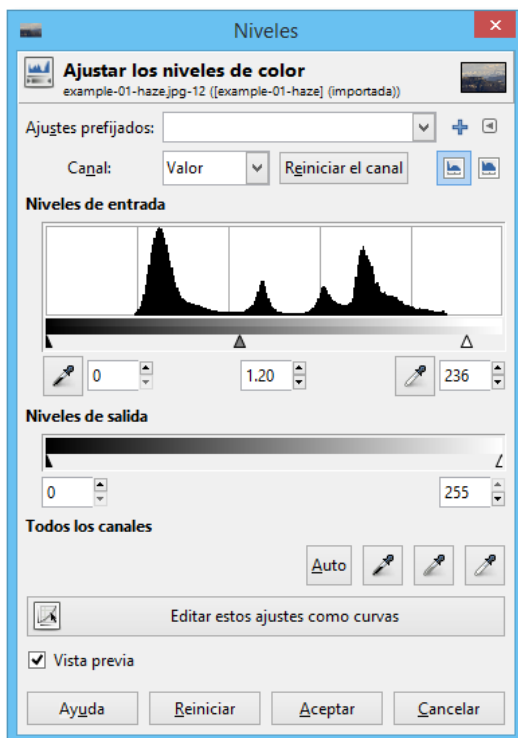 Niveles
Ajustar los niveles de color
example-01-haze.jpg-12 ([example-01-haze] (importada))
Ajustes prefijados:
Canal: Valor Reiniciar el canal
Niveles de entrada
0 1.20 236
Niveles de salida
0 255
Todos los canales
Auto
Editar estos ajustes como curvas
Vista previa
Ayuda Reiniciar Aceptar Cancelar